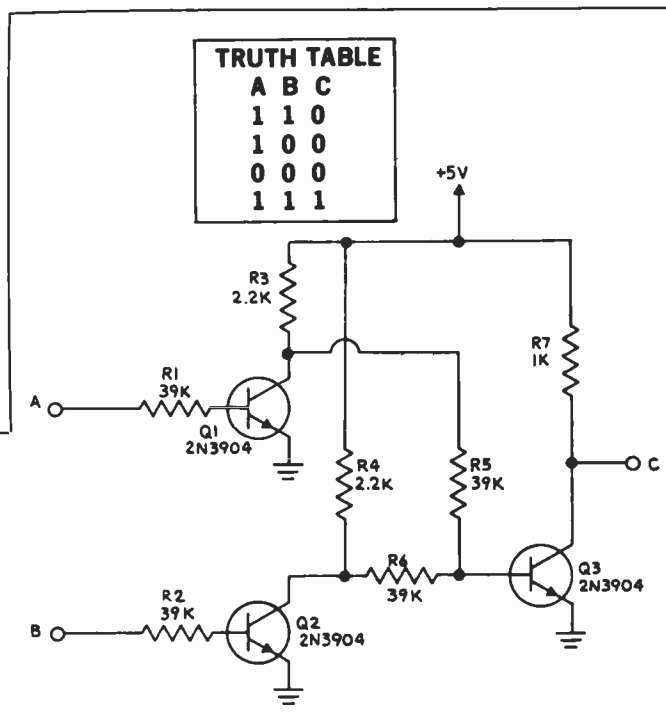 TRUTH TABLE
A B C
1 1 0
1 0 0
0 0 0
1 1 1
+5V
R3
2.2K
R7
1K
R1
39K
A
Q1
2N3904
R4
2.2K
R5
39K
C
R6
39K
Q3
2N3904
R2
39K
B
Q2
2N3904